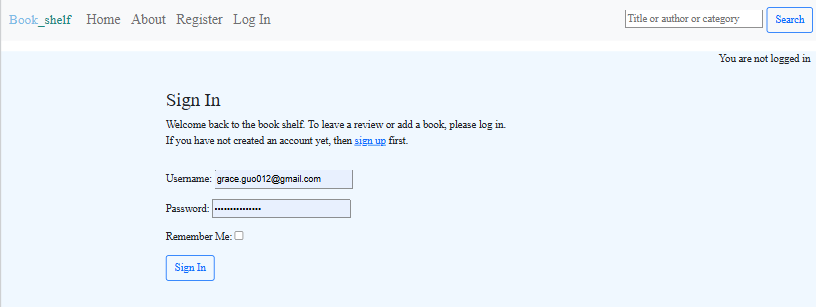 Book_shelf Home About Register Log In Title or author or category Search
You are not logged in
Sign In
Welcome back to the book shelf. To leave a review or add a book, please log in.
If you have not created an account yet, then sign up first.
Username: grace.guo012@gmail.com
Password: ···············
Remember Me:
Sign In